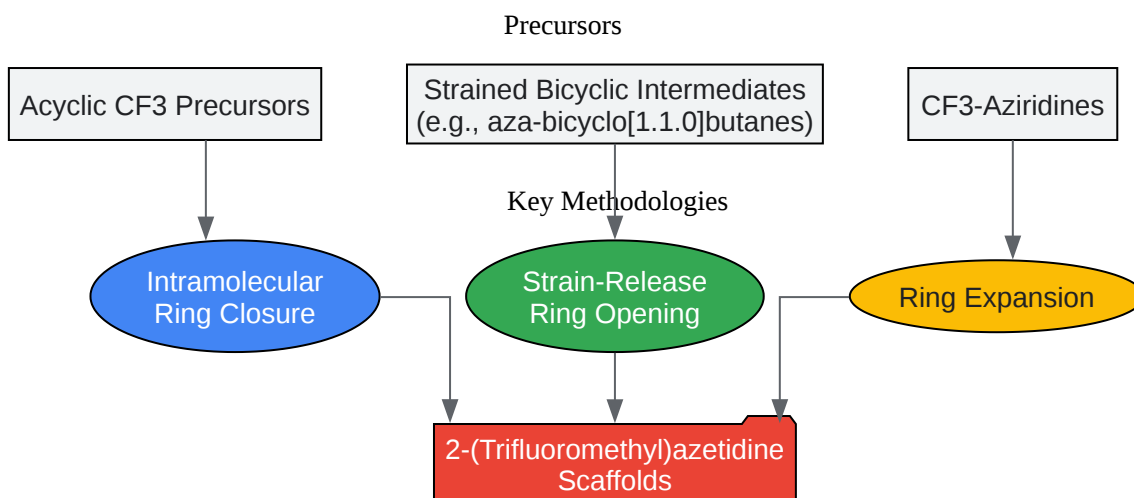 Precursors
Acyclic CF3 Precursors
Strained Bicyclic Intermediates
(e.g., aza-bicyclo[1.1.0]butanes)
CF3-Aziridines
Key Methodologies
Intramolecular
Ring Closure
Strain-Release
Ring Opening
Ring Expansion
2-(Trifluoromethyl)azetidine
Scaffolds